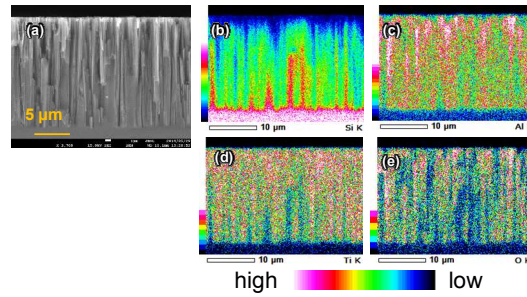 (a)
5 μm
(b)
10 μm
Si K
(c)
10 μm
Al
(d)
10 μm
Ti K
(e)
10 μm
O K
high
low